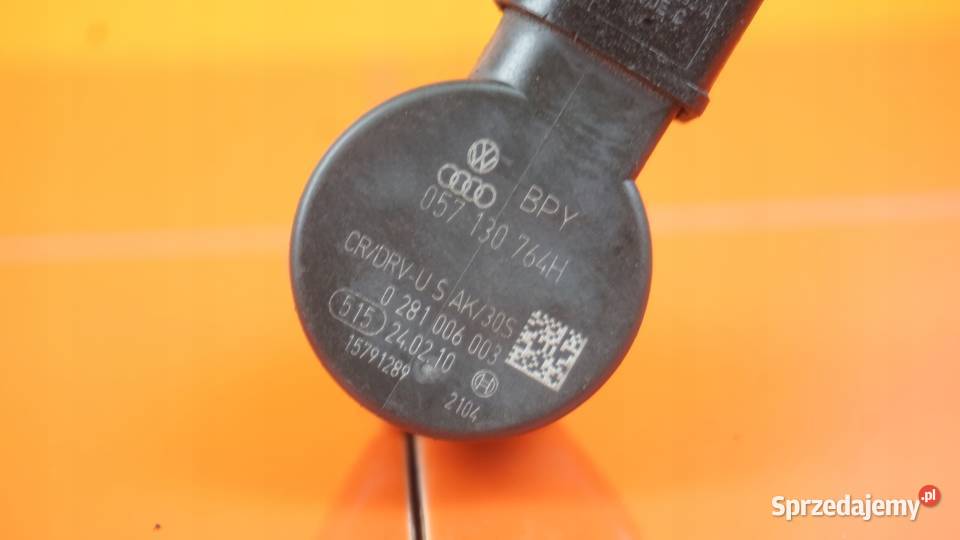 BPY
057 130 764H
CR/DRV-U S AK/30S
0 281 006 003
515 24.02.10
15791289
2104
Sprzedajemy.pl